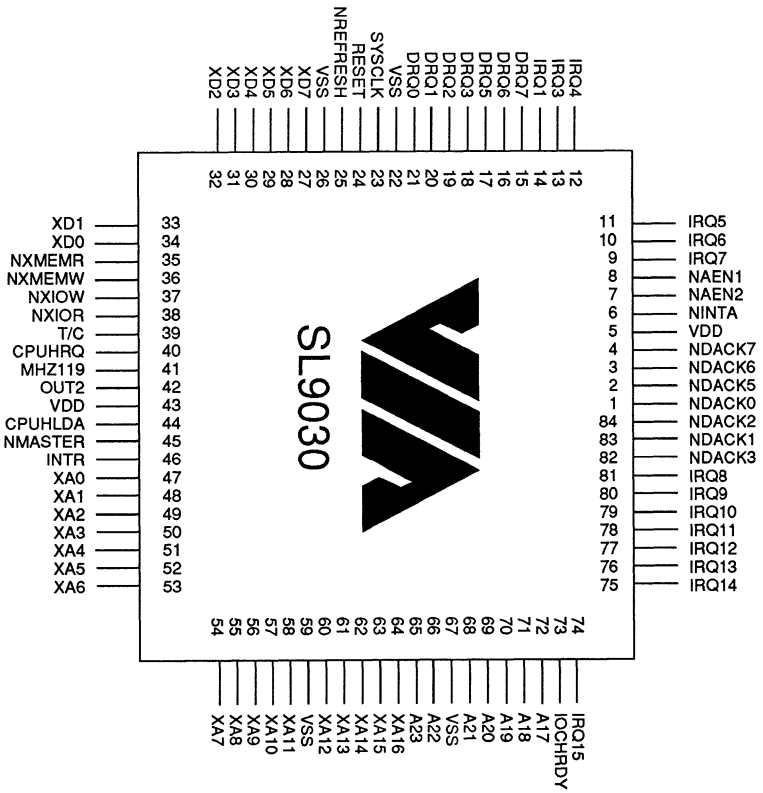 XD2 XD3 XD4 XD5 XD6 XD7 VSS NREFRESH RESET SYSCLK VSS DRQ0 DRQ1 DRQ2 DRQ3 DRQ5 DRQ6 DRQ7 IRQ1 IRQ3 IRQ4
32 31 30 29 28 27 26 25 24 23 22 21 20 19 18 17 16 15 14 13 12
XD1 33 11 IRQ5
XD0 34 10 IRQ6
NXMEMR 35 9 IRQ7
NXMEMW 36 8 NAEN1
NXIOW 37 7 NAEN2
NXIOR 38 6 NINTA
T/C 39 5 VDD
CPUHRQ 40 4 NDACK7
MHZ119 41 3 NDACK6
OUT2 42 2 NDACK5
VDD 43 1 NDACK0
CPUHLDA 44 84 NDACK2
NMASTER 45 83 NDACK1
INTR 46 82 NDACK3
XA0 47 81 IRQ8
XA1 48 80 IRQ9
XA2 49 79 IRQ10
XA3 50 78 IRQ11
XA4 51 77 IRQ12
XA5 52 76 IRQ13
XA6 53 75 IRQ14
SL9030
54 55 56 57 58 59 60 61 62 63 64 65 66 67 68 69 70 71 72 73 74
XA7 XA8 XA9 XA10 XA11 VSS XA12 XA13 XA14 XA15 XA16 A23 A22 VSS A21 A20 A19 A18 A17 IOCHRDY IRQ15